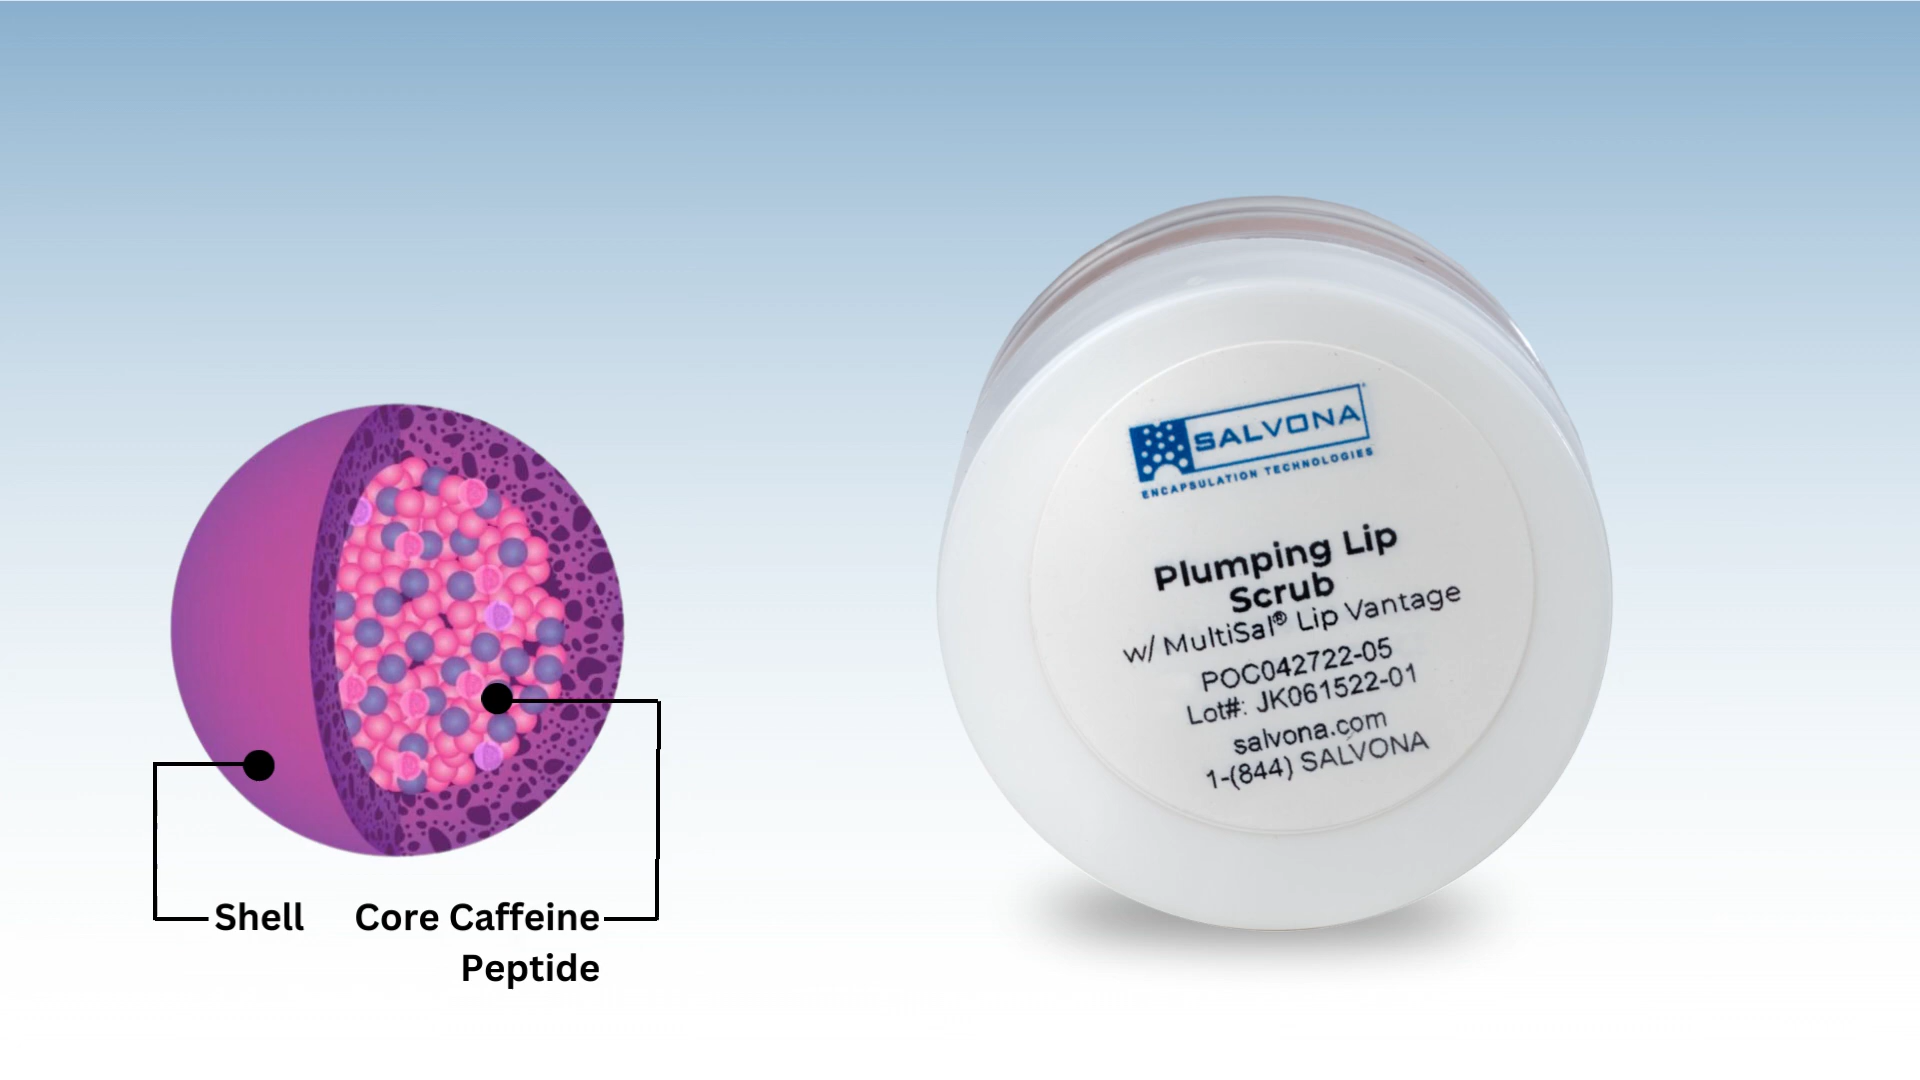 SALVONA
ENCAPSULATION TECHNOLOGIES
Plumping Lip
Scrub
w/ MultiSal® Lip Vantage
POC042722-05
Lot#: JK061522-01
salvona.com
1-(844) SALVONA
Shell
Core Caffeine
Peptide